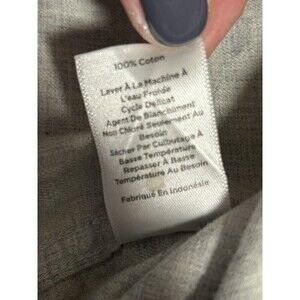 100% Coton
Laver À La Machine À
L'eau Froide
Cycle Délicat
Agent De Blanchiment
Non Chloré Seulement Au
Besoin
Sécher Par Culbutage À
Basse Température
Repasser À Basse
Température Au Besoin
Fabriqué En Indonésie